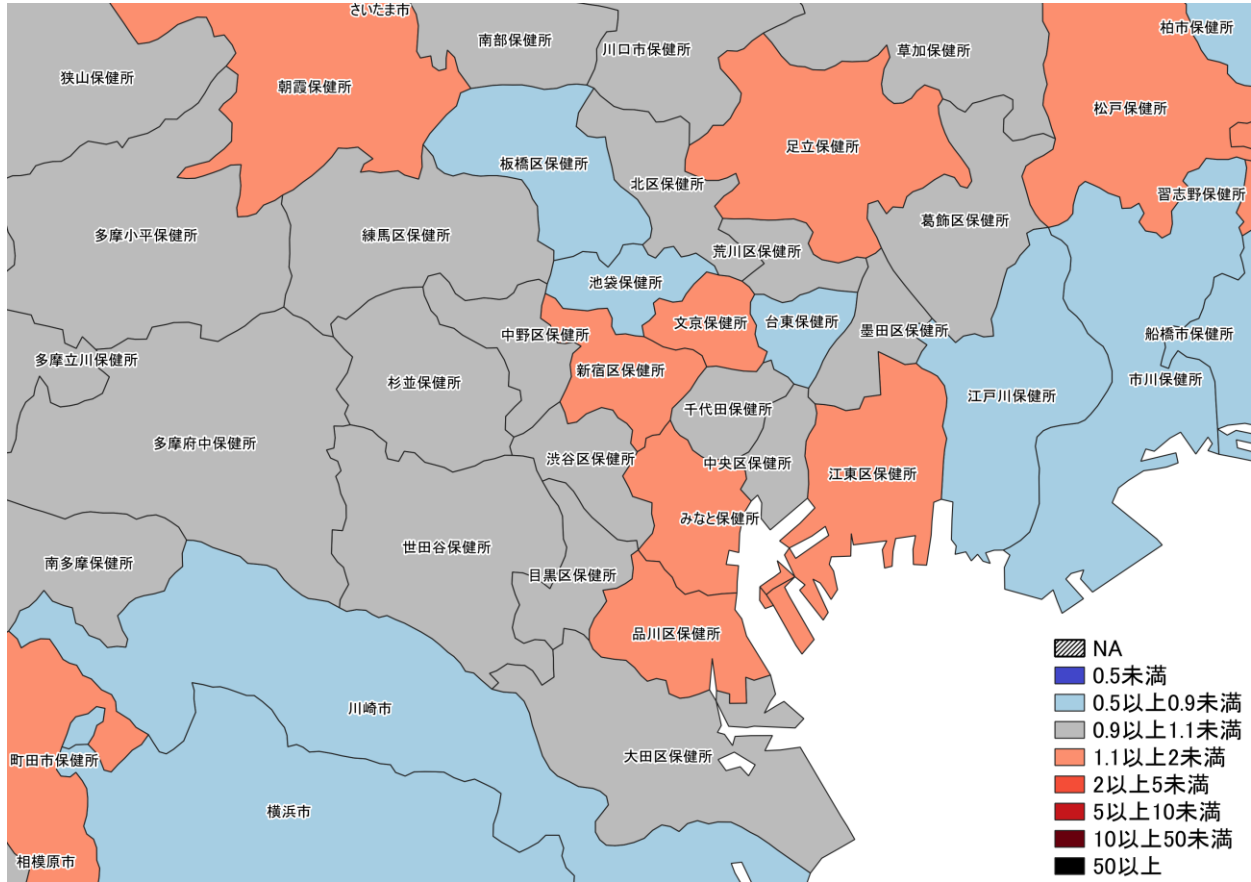 さいたま市
柏市保健所
南部保健所
川口市保健所
草加保健所
狭山保健所
朝霞保健所
松戸保健所
足立保健所
板橋区保健所
北区保健所
習志野保健所
多摩小平保健所
練馬区保健所
葛飾区保健所
荒川区保健所
池袋保健所
文京保健所
台東保健所
中野区保健所
墨田区保健所
船橋市保健所
多摩立川保健所
杉並保健所
新宿区保健所
市川保健所
江戸川保健所
千代田保健所
多摩府中保健所
渋谷区保健所
中央区保健所
江東区保健所
みなと保健所
世田谷保健所
南多摩保健所
目黒区保健所
品川区保健所
川崎市
町田市保健所
大田区保健所
横浜市
相模原市
NA
0.5未満
0.5以上0.9未満
0.9以上1.1未満
1.1以上2未満
2以上5未満
5以上10未満
10以上50未満
50以上